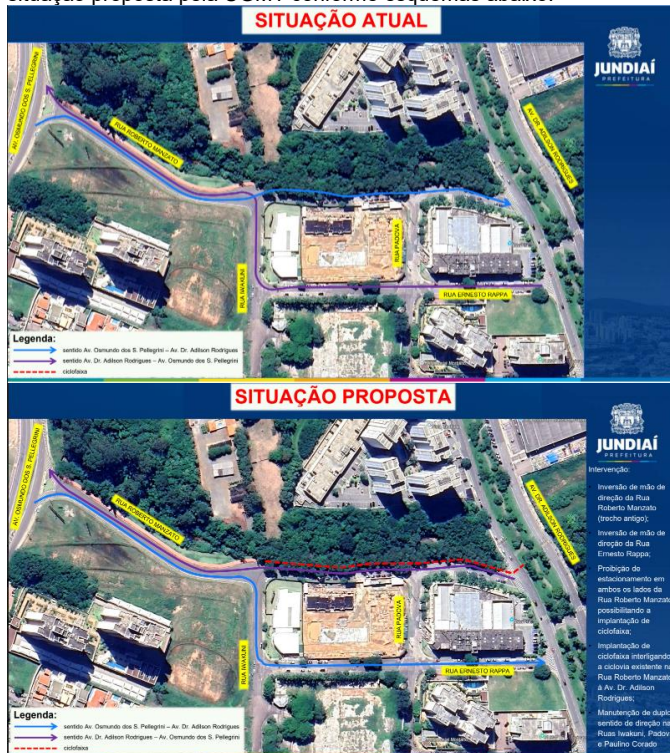 situação proposta pela UGMT conforme esquemas abaixo:
SITUAÇÃO ATUAL
JUNDIAÍ
PREFEITURA
AV. OSMUNDO DOS S. PELLEGRINI
RUA ROBERTO MANZATO
AV. DR. ADILSON RODRIGUES
RUA IWAKUNI
RUA PADOVA
RUA ERNESTO RAPPA
Legenda:
sentido Av. Osmundo dos S. Pellegrini – Av. Dr. Adilson Rodrigues
sentido Av. Dr. Adilson Rodrigues – Av. Osmundo dos S. Pellegrini
ciclofaixa
SITUAÇÃO PROPOSTA
JUNDIAÍ
PREFEITURA
AV. OSMUNDO DOS S. PELLEGRINI
RUA ROBERTO MANZATO
AV. DR. ADILSON RODRIGUES
RUA IWAKUNI
RUA PADOVA
RUA ERNESTO RAPPA
Legenda:
sentido Av. Osmundo dos S. Pellegrini – Av. Dr. Adilson Rodrigues
sentido Av. Dr. Adilson Rodrigues – Av. Osmundo dos S. Pellegrini
ciclofaixa
Intervenção:
Inversão de mão de
direção da Rua
Roberto Manzato
(trecho antigo);
Inversão de mão de
direção da Rua
Ernesto Rappa;
Proibição de
estacionamento em
ambos os lados da
Rua Roberto Manzato
possibilitando a
implantação de
ciclofaixa;
Implantação de
ciclofaixa interligando
a ciclovia existente na
Rua Roberto Manzato
à Av. Dr. Adilson
Rodrigues;
Manutenção de duplo
sentido de direção nas
Ruas Iwakuni, Padova
e Paulino Corado